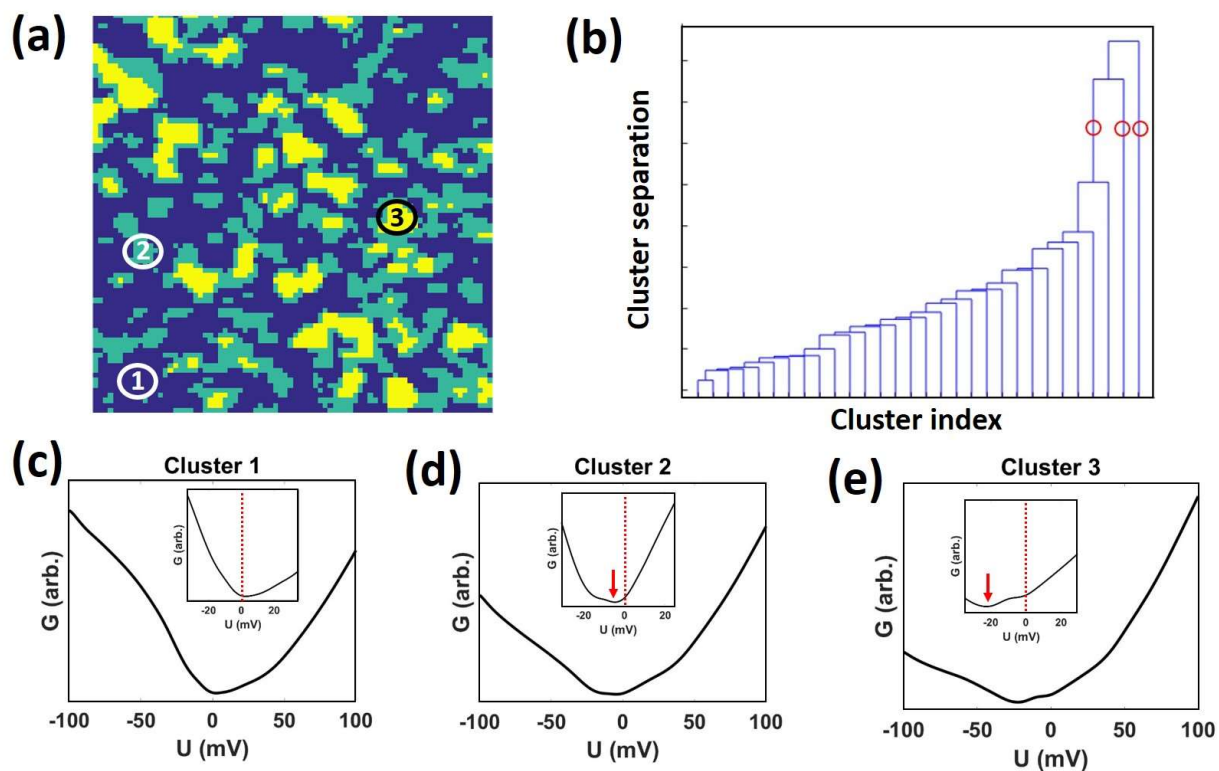 (a)
3
2
1
(b)
Cluster separation
Cluster index
(c)
Cluster 1
G (arb.)
-100
-50
0
50
100
U (mV)
G (arb.)
-20
0
20
U (mV)
(d)
Cluster 2
G (arb.)
-100
-50
0
50
100
U (mV)
G (arb.)
-20
0
20
U (mV)
(e)
Cluster 3
G (arb.)
-100
-50
0
50
100
U (mV)
G (arb.)
-20
0
20
U (mV)